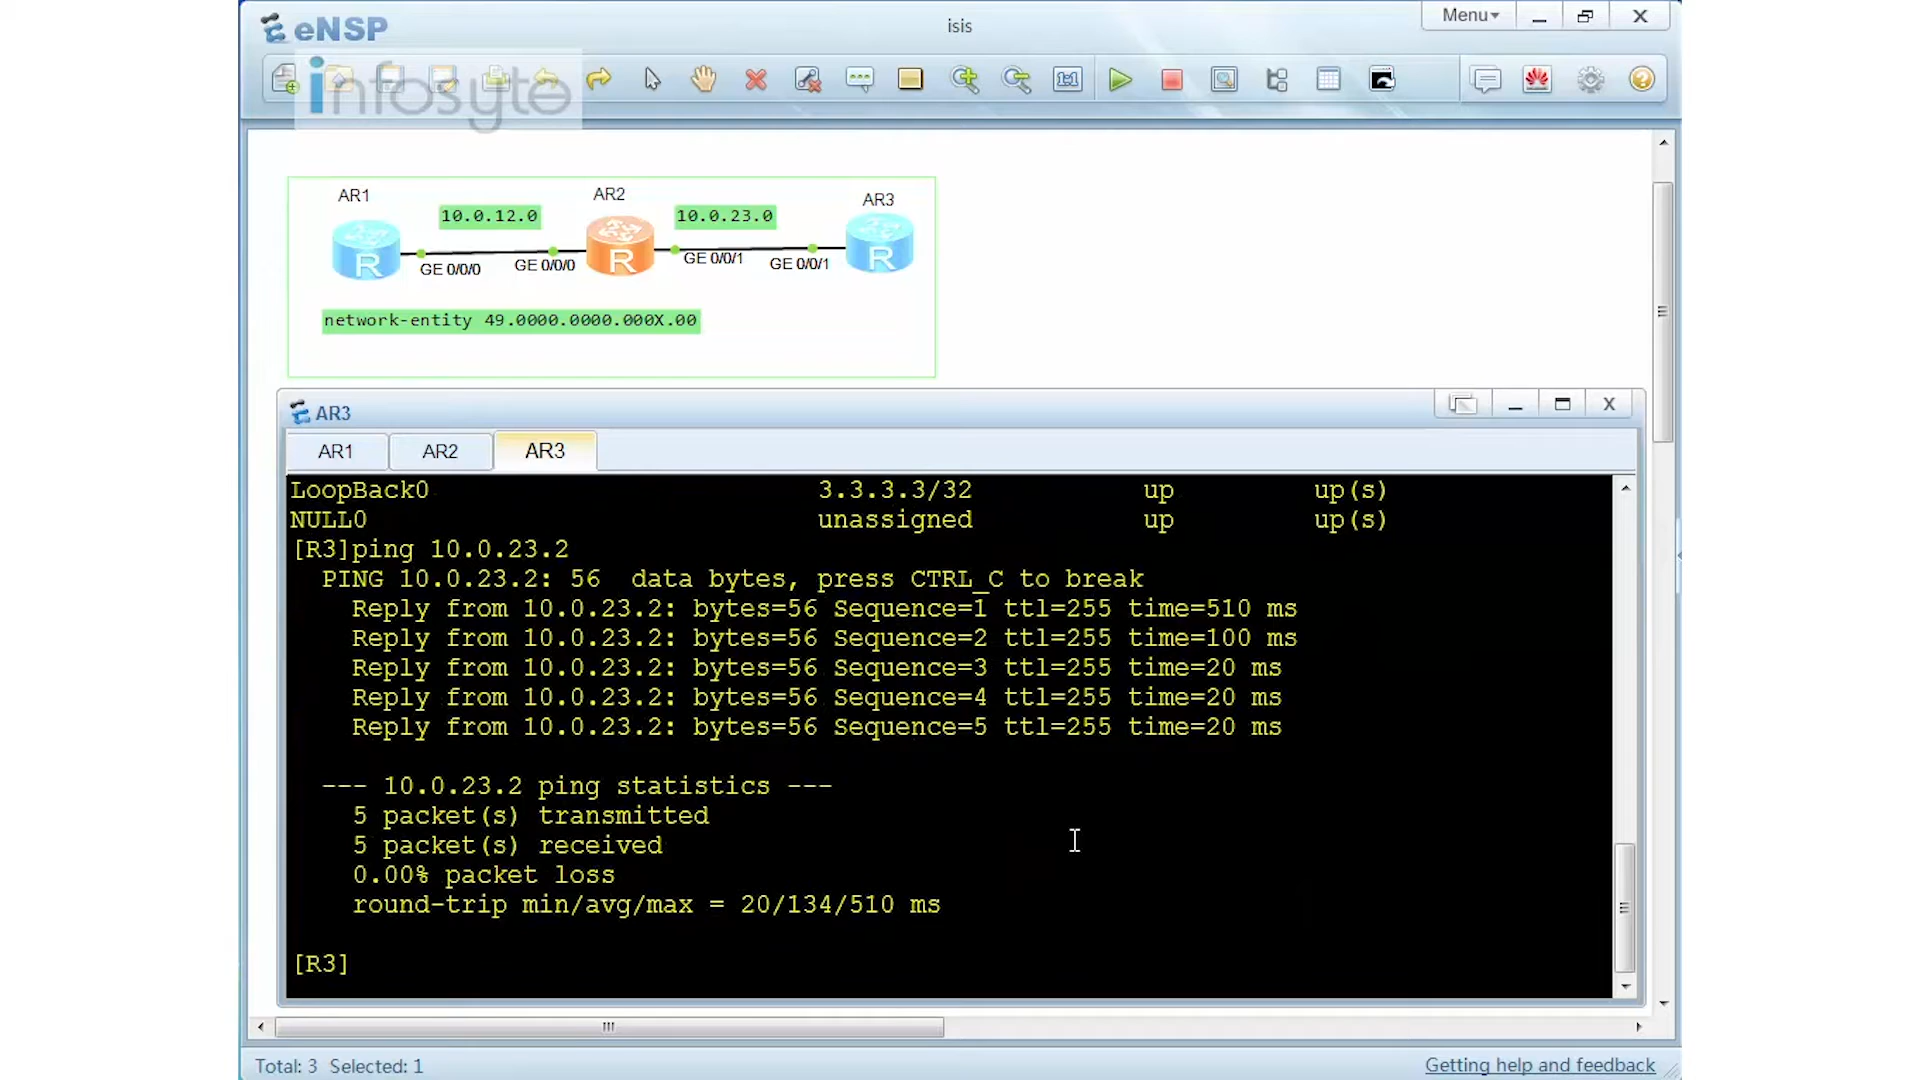 eNSP
isis
Menu
infosyte
1:1
AR1
AR2
AR3
10.0.12.0
10.0.23.0
R
R
R
GE 0/0/0
GE 0/0/0
GE 0/0/1
GE 0/0/1
network-entity 49.0000.0000.000X.00
AR3
AR1
AR2
AR3
LoopBack0 3.3.3.3/32 up up(s)
NULL0 unassigned up up(s)
[R3]ping 10.0.23.2
PING 10.0.23.2: 56 data bytes, press CTRL_C to break
Reply from 10.0.23.2: bytes=56 Sequence=1 ttl=255 time=510 ms
Reply from 10.0.23.2: bytes=56 Sequence=2 ttl=255 time=100 ms
Reply from 10.0.23.2: bytes=56 Sequence=3 ttl=255 time=20 ms
Reply from 10.0.23.2: bytes=56 Sequence=4 ttl=255 time=20 ms
Reply from 10.0.23.2: bytes=56 Sequence=5 ttl=255 time=20 ms
--- 10.0.23.2 ping statistics ---
5 packet(s) transmitted
5 packet(s) received
0.00% packet loss
round-trip min/avg/max = 20/134/510 ms
[R3]
Total: 3 Selected: 1
Getting help and feedback